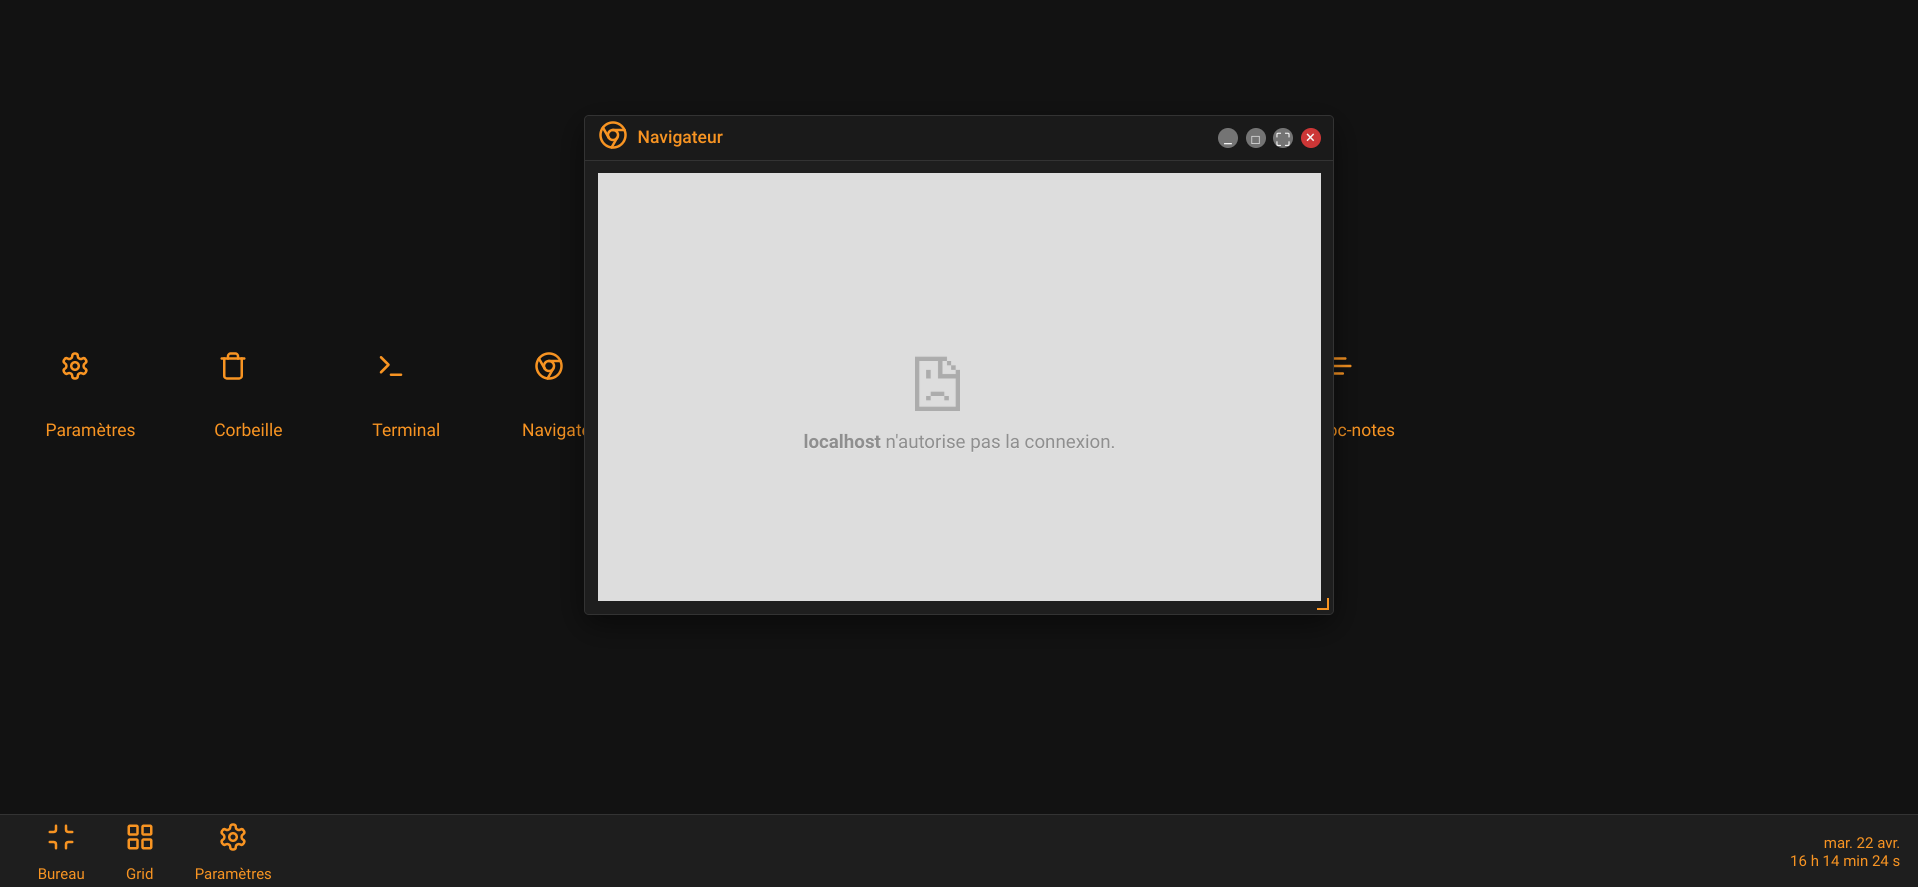 Navigateur
localhost n'autorise pas la connexion.
Paramètres
Corbeille
Terminal
Navigat
oc-notes
Bureau
Grid
Paramètres
mar. 22 avr.
16 h 14 min 24 s